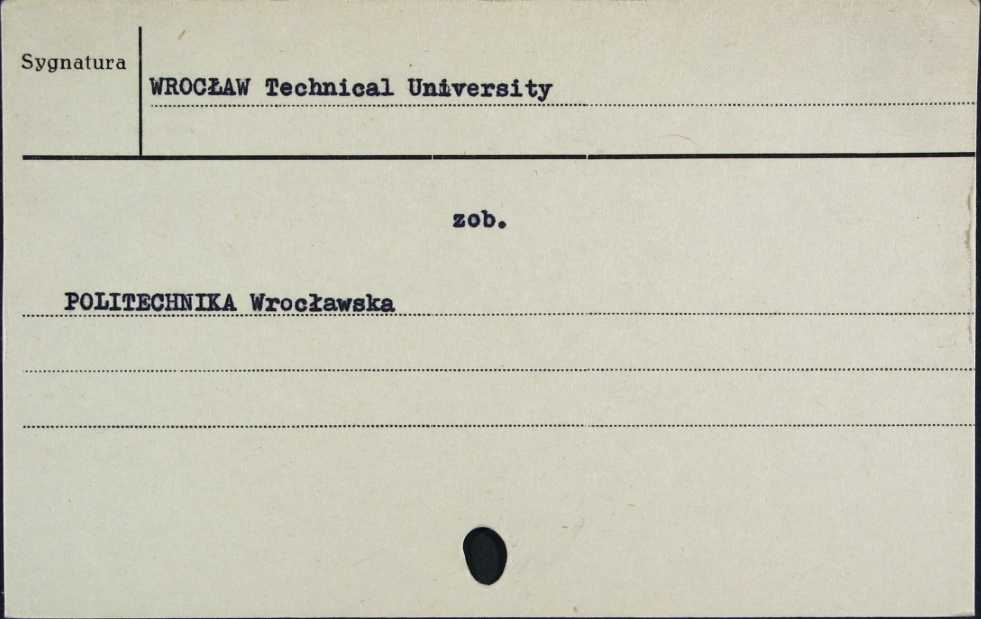 Sygnatura
WROCŁAW Technical University
zob.
POLITECHNIKA Wrocławska